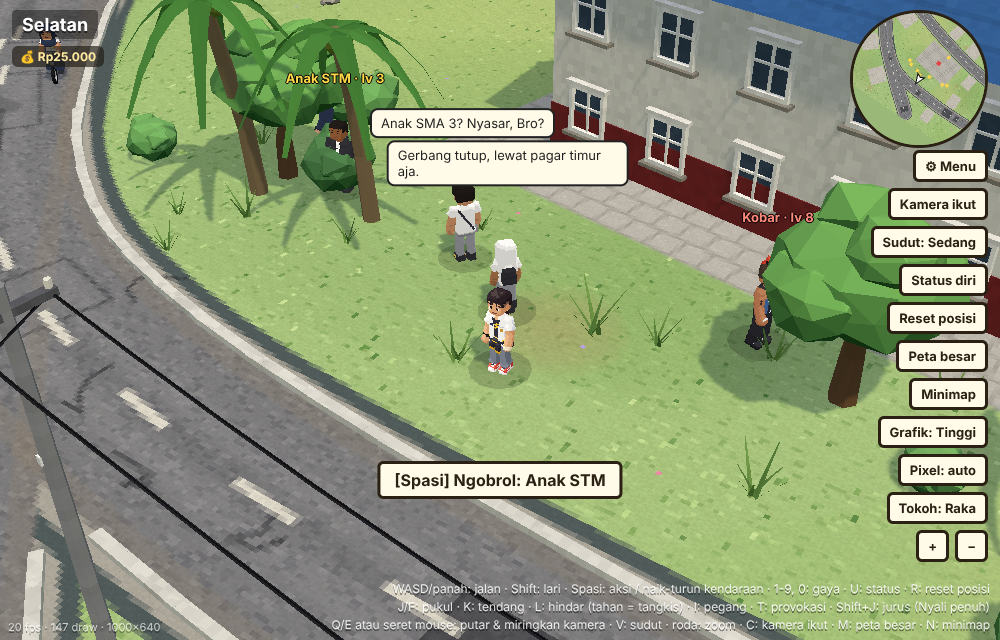 Selatan
💰 Rp25.000
Anak STM · lv 3
Anak SMA 3? Nyasar, Bro?
Gerbang tutup, lewat pagar timur
aja.
Kobar · lv 8
⚙ Menu
Kamera ikut
Sudut: Sedang
Status diri
Reset posisi
Peta besar
Minimap
Grafik: Tinggi
Pixel: auto
Tokoh: Raka
+ −
[Spasi] Ngobrol: Anak STM
WASD/panah: jalan · Shift: lari · Spasi: aksi / naik-turun kendaraan · 1-9, 0: gaya · U: status · R: reset posisi
J/F: pukul · K: tendang · L: hindar (tahan = tangkis) · I: pegang · T: provokasi · Shift+J: jurus (Nyali penuh)
Q/E atau seret mouse: putar & miringkan kamera · V: sudut · roda: zoom · C: kamera ikut · M: peta besar · N: minimap
20 fps · 147 draw · 1000×640